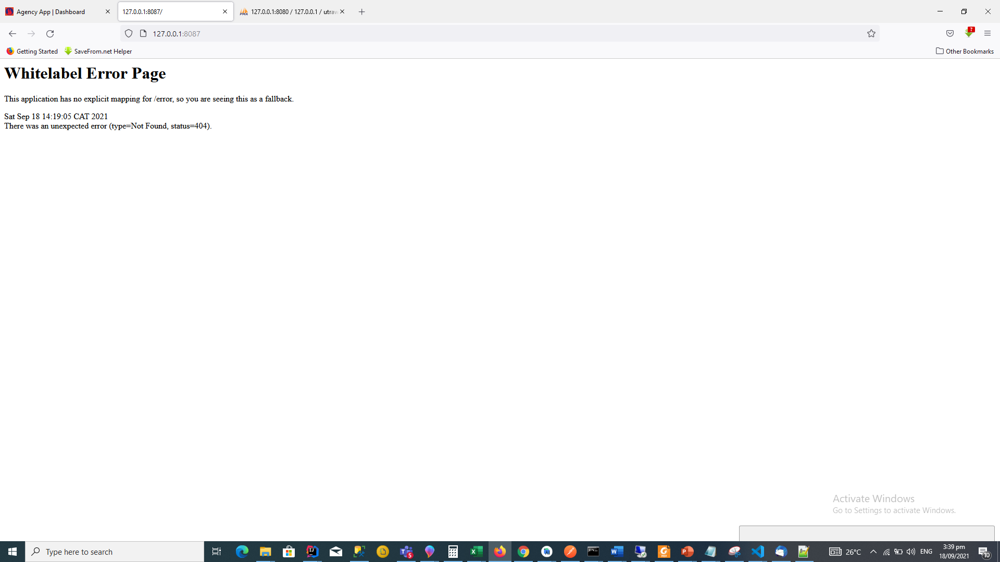 Agency App | Dashboard
127.0.0.1:8087/
PMA
127.0.0.1:8080 / 127.0.0.1 / utraw
127.0.0.1:8087
?
Getting Started
SaveFrom.net Helper
Other Bookmarks
Whitelabel Error Page
This application has no explicit mapping for /error, so you are seeing this as a fallback.
Sat Sep 18 14:19:05 CAT 2021
There was an unexpected error (type=Not Found, status=404).
Activate Windows
Go to Settings to activate Windows.
Type here to search
5
26°C
ENG
3:39 pm
18/09/2021
10